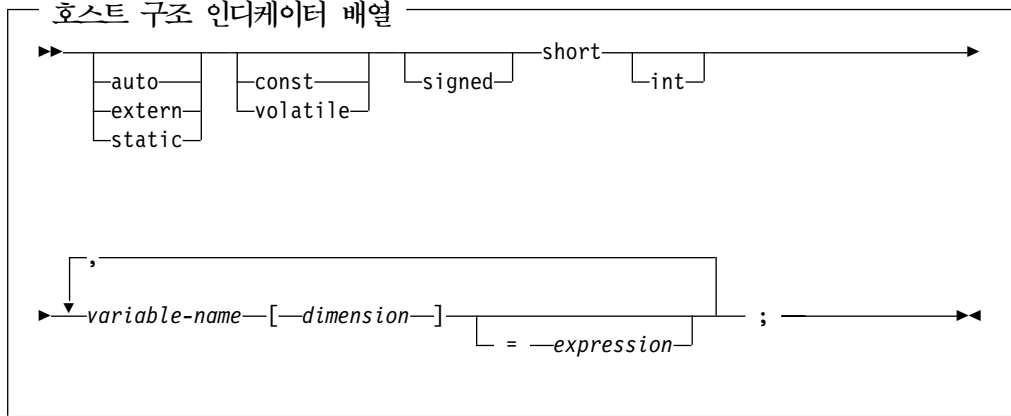 호스트 구조 인디케이터 배열
short
auto const signed int
extern volatile
static
,
variable-name [ dimension ] ;
= expression